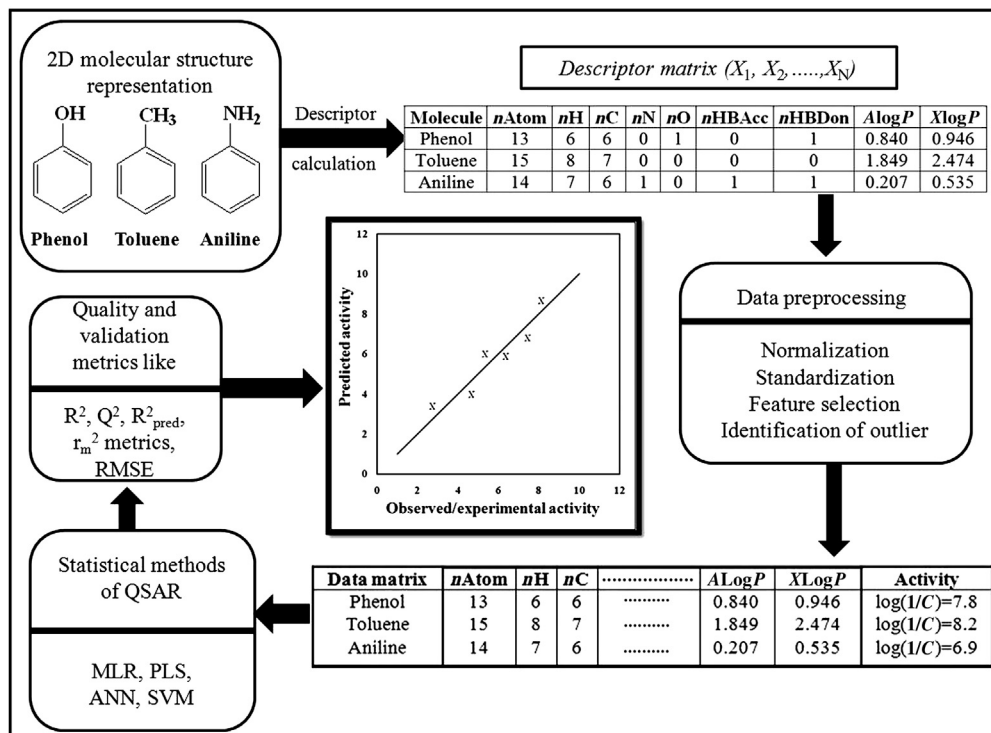 2D molecular structure
representation
OH
CH₃
NH₂
Phenol Toluene Aniline
Descriptor
calculation
Descriptor matrix (X₁, X₂,.....,X_N)
Molecule nAtom nH nC nN nO nHBAcc nHBDon AlogP XlogP
Phenol 13 6 6 0 1 0 1 0.840 0.946
Toluene 15 8 7 0 0 0 0 1.849 2.474
Aniline 14 7 6 1 0 1 1 0.207 0.535
Data preprocessing
Normalization
Standardization
Feature selection
Identification of outlier
Data matrix nAtom nH nC .................. ALogP XLogP Activity
Phenol 13 6 6 .......... 0.840 0.946 log(1/C)=7.8
Toluene 15 8 7 .......... 1.849 2.474 log(1/C)=8.2
Aniline 14 7 6 .......... 0.207 0.535 log(1/C)=6.9
Statistical methods
of QSAR
MLR, PLS,
ANN, SVM
Quality and
validation
metrics like
R², Q², R²pred,
rm² metrics,
RMSE
Predicted activity
12
10
8
6
4
2
0
0 2 4 6 8 10 12
x
x
x
x
x
x
Observed/experimental activity